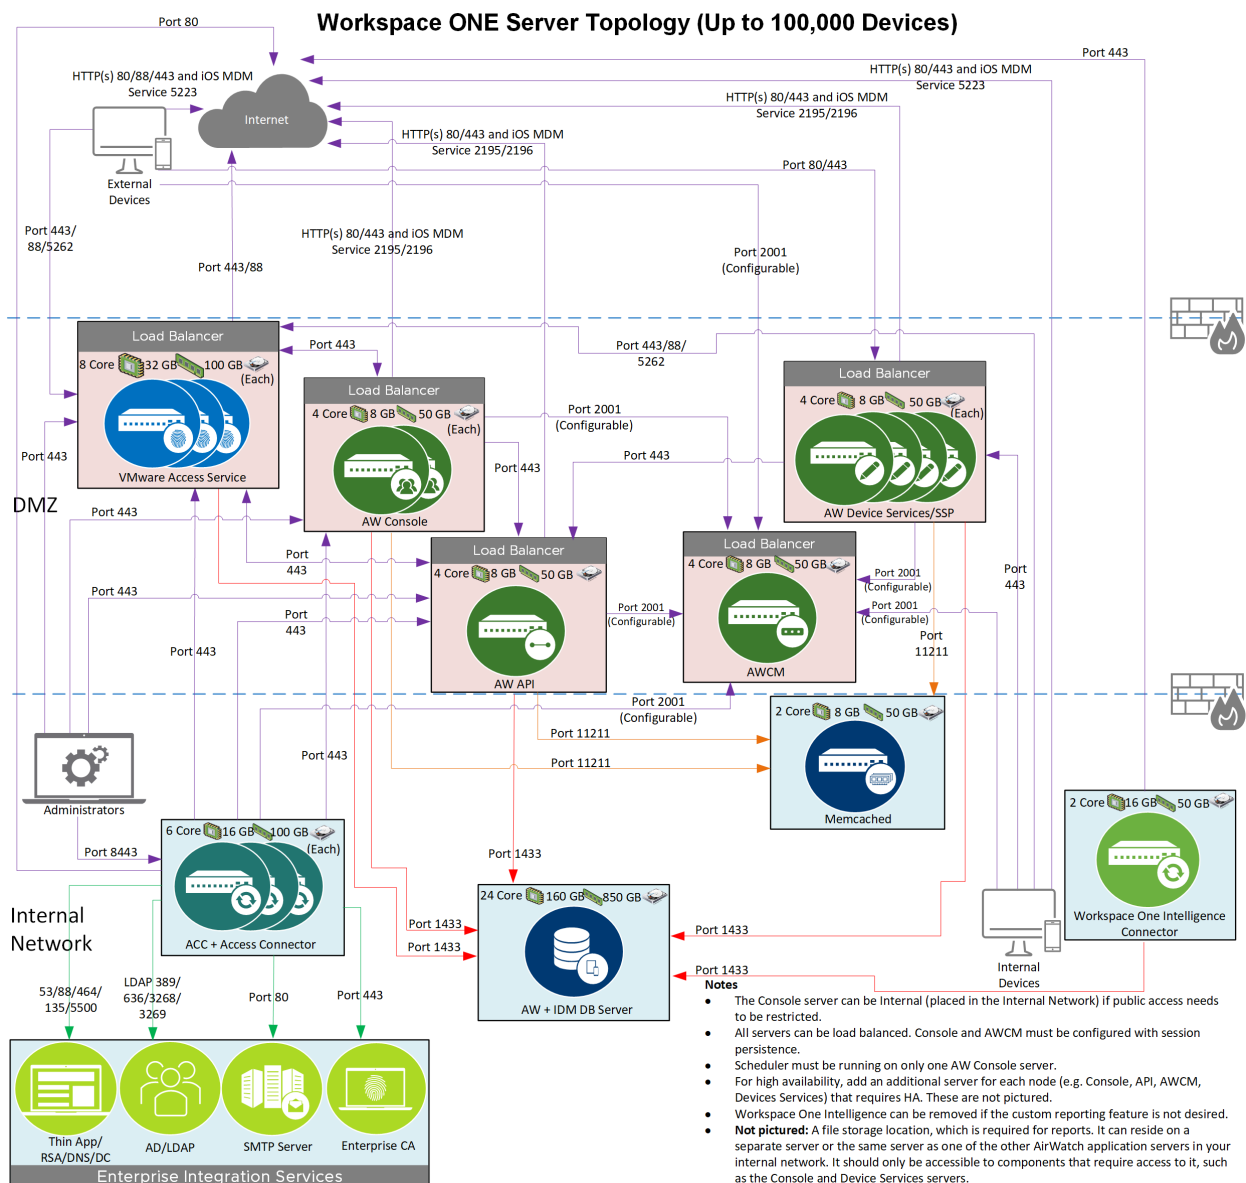 Workspace ONE Server Topology (Up to 100,000 Devices)
Port 80
Port 443
HTTP(s) 80/88/443 and iOS MDM
Service 5223
HTTP(s) 80/443 and iOS MDM
Service 5223
HTTP(s) 80/443 and iOS MDM
Service 2195/2196
Internet
HTTP(s) 80/443 and iOS MDM
Service 2195/2196
Port 80/443
External
Devices
Port 443/
88/5262
HTTP(s) 80/443 and iOS MDM
Service 2195/2196
Port 2001
(Configurable)
Port 443/88
Load Balancer
8 Core
32 GB
100 GB
(Each)
VMware Access Service
Port 443
Port 443/88/
5262
Load Balancer
4 Core
8 GB
50 GB
(Each)
AW Console
Port 2001
(Configurable)
Load Balancer
4 Core
8 GB
50 GB
(Each)
AW Device Services/SSP
Port 443
Port 443
Port 443
DMZ
Port 443
Load Balancer
4 Core
8 GB
50 GB
AW API
Load Balancer
4 Core
8 GB
50 GB
AWCM
Port
443
Port 2001
(Configurable)
Port
443
Port 443
Port
443
Port 2001
(Configurable)
Port 2001
(Configurable)
Port
11211
Port 443
Port 2001
(Configurable)
Port 11211
Port 443
Port 11211
2 Core
8 GB
50 GB
Memcached
Administrators
Port 8443
6 Core
16 GB
100 GB
(Each)
ACC + Access Connector
Port 1433
2 Core
16 GB
50 GB
Workspace One Intelligence
Connector
24 Core
160 GB
850 GB
AW + IDM DB Server
Internal
Network
Port 1433
Port 1433
Port 1433
Port 1433
Internal
Devices
53/88/464/
135/5500
LDAP 389/
636/3268/
3269
Port 80
Port 443
Thin App/
RSA/DNS/DC
AD/LDAP
SMTP Server
Enterprise CA
Enterprise Integration Services
Notes
● The Console server can be Internal (placed in the Internal Network) if public access needs
to be restricted.
● All servers can be load balanced. Console and AWCM must be configured with session
persistence.
● Scheduler must be running on only one AW Console server.
● For high availability, add an additional server for each node (e.g. Console, API, AWCM,
Devices Services) that requires HA. These are not pictured.
● Workspace One Intelligence can be removed if the custom reporting feature is not desired.
● Not pictured: A file storage location, which is required for reports. It can reside on a
separate server or the same server as one of the other AirWatch application servers in your
internal network. It should only be accessible to components that require access to it, such
as the Console and Device Services servers.